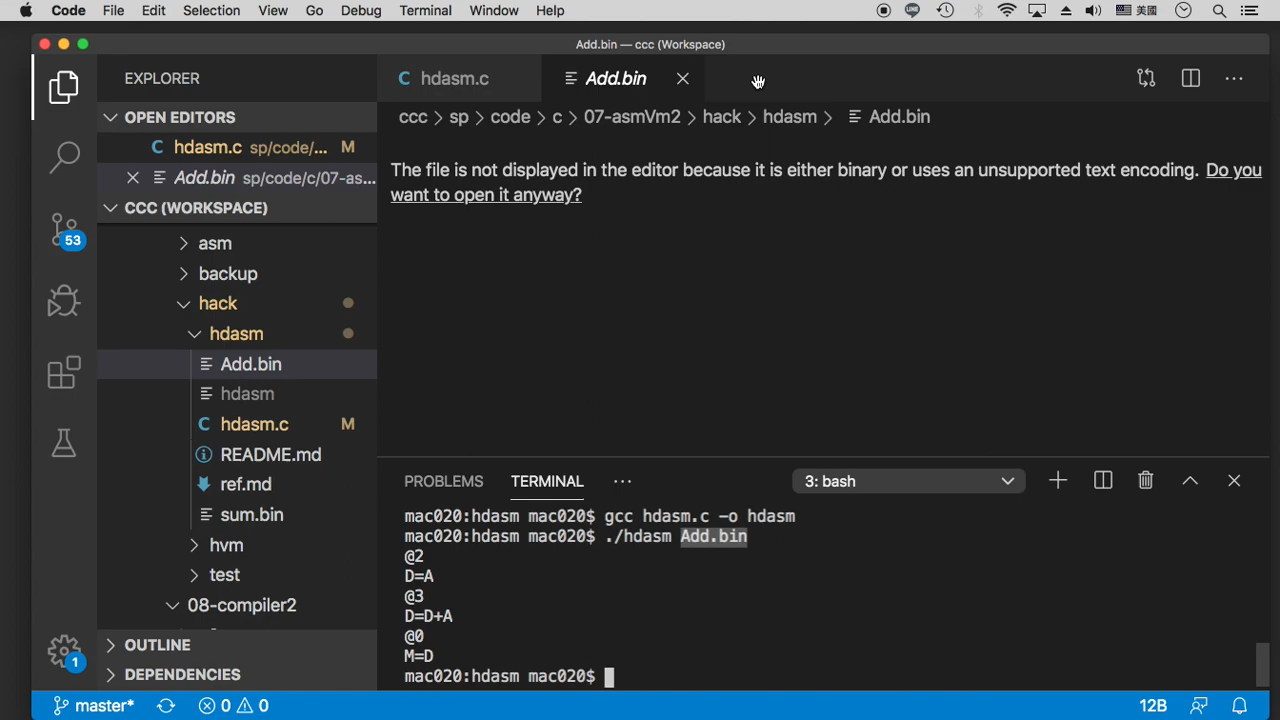 Code File Edit Selection View Go Debug Terminal Window Help 美國
Add.bin — ccc (Workspace)
EXPLORER
OPEN EDITORS
hdasm.c sp/code/... M
Add.bin sp/code/c/07-as...
CCC (WORKSPACE)
asm
backup
hack
hdasm
Add.bin
hdasm
C hdasm.c M
README.md
ref.md
sum.bin
hvm
test
08-compiler2
OUTLINE
DEPENDENCIES
53
1
C hdasm.c
Add.bin
ccc > sp > code > c > 07-asmVm2 > hack > hdasm > Add.bin
The file is not displayed in the editor because it is either binary or uses an unsupported text encoding. Do you
want to open it anyway?
PROBLEMS TERMINAL ... 3: bash
mac020:hdasm mac020$ gcc hdasm.c -o hdasm
mac020:hdasm mac020$ ./hdasm Add.bin
@2
D=A
@3
D=D+A
@0
M=D
mac020:hdasm mac020$
master* 0 0 12B